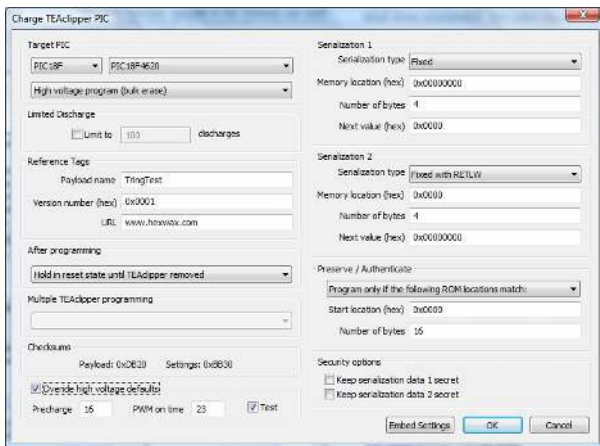 Charge TEAclipper PIC
Target PIC
PIC18F
PIC18F4620
High voltage program (bulk erase)
Limited Discharge
Limit to
100
discharges
Reference Tags
Payload name
TringTest
Version number (hex)
0x0001
URL
www.hexwax.com
After programming
Hold in reset state until TEAclipper removed
Multiple TEAclipper programming
Checksums
Payload: 0xDB20 Settings: 0x8B30
Override high voltage defaults
Precharge
16
PWM on time
23
Test
Serialization 1
Serialization type
Fixed
Memory location (hex)
0x00000000
Number of bytes
4
Next value (hex)
0x0000
Serialization 2
Serialization type
Fixed with RETLW
Memory location (hex)
0x0000
Number of bytes
4
Next value (hex)
0x00000000
Preserve / Authenticate
Program only if the following ROM locations match:
Start location (hex)
0x0000
Number of bytes
16
Security options
Keep serialization data 1 secret
Keep serialization data 2 secret
Embed Settings
OK
Cancel